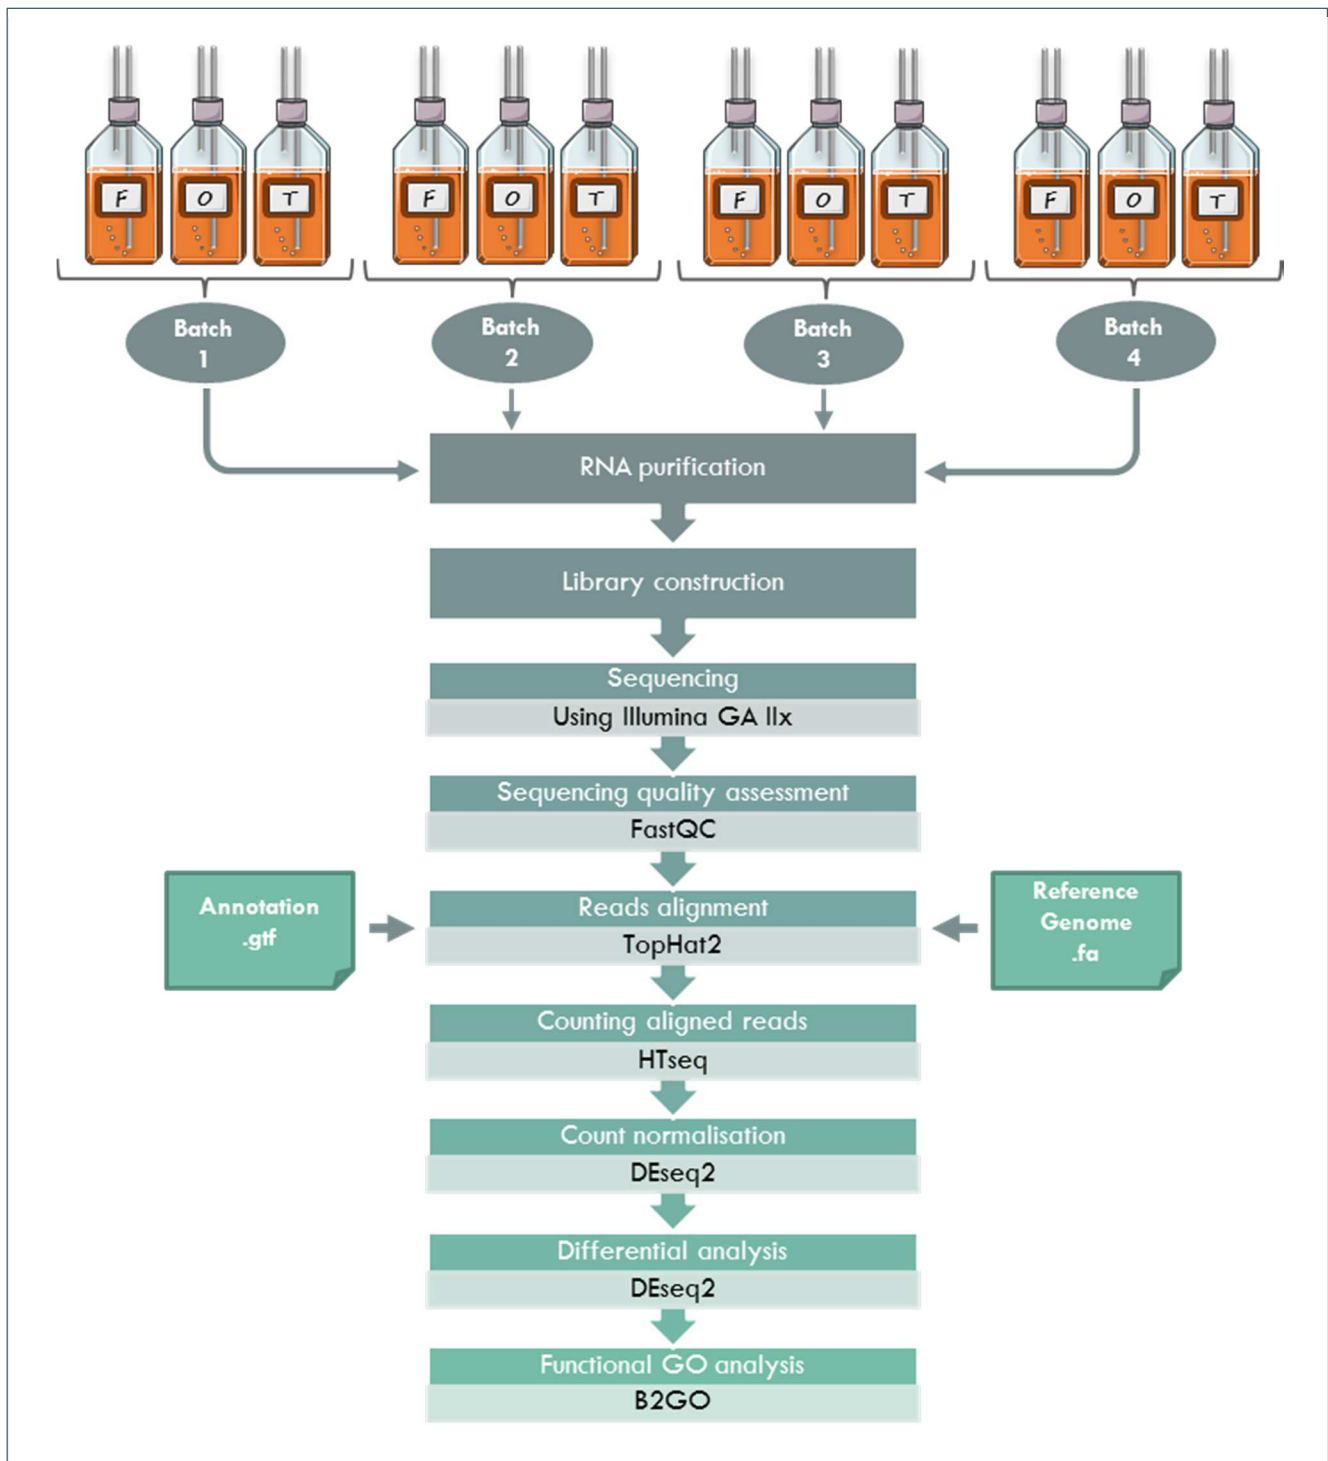 F O T F O T F O T F O T
Batch
1
Batch
2
Batch
3
Batch
4
RNA purification
Library construction
Sequencing
Using Illumina GA IIx
Sequencing quality assessment
FastQC
Annotation
.gtf
Reads alignment
TopHat2
Reference
Genome
.fa
Counting aligned reads
HTseq
Count normalisation
DEseq2
Differential analysis
DEseq2
Functional GO analysis
B2GO